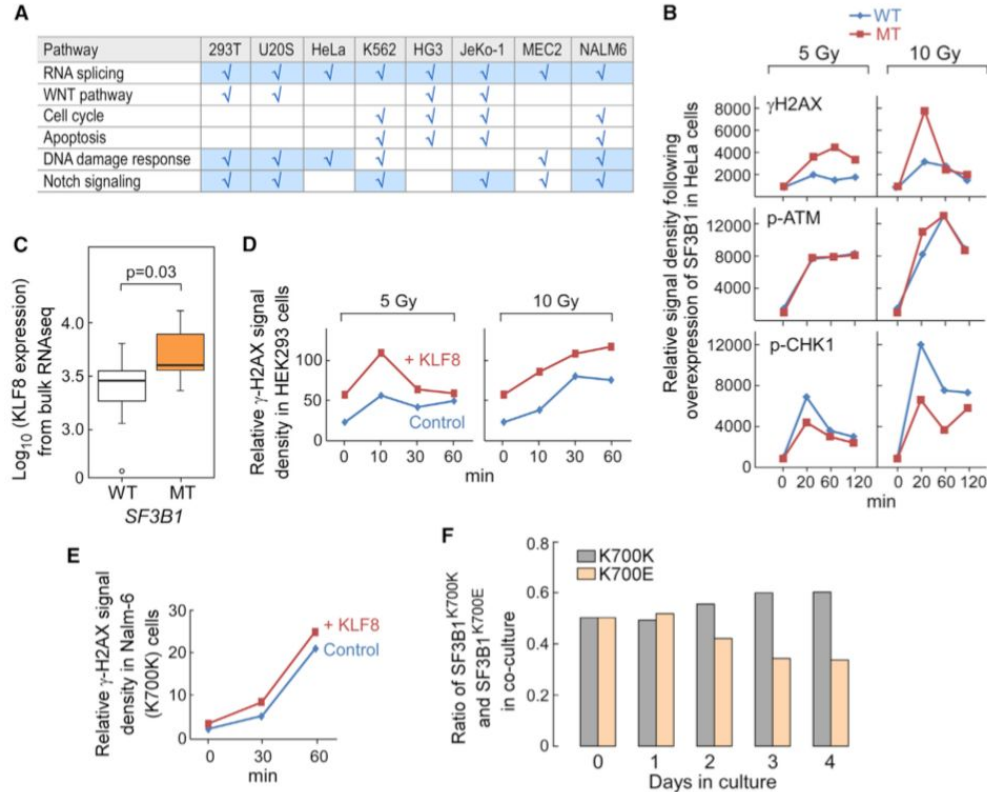 A
Pathway 293T U20S HeLa K562 HG3 JeKo-1 MEC2 NALM6
RNA splicing √ √ √ √ √ √ √ √
WNT pathway √ √ √ √
Cell cycle √ √ √ √
Apoptosis √ √ √ √
DNA damage response √ √ √ √ √ √
Notch signaling √ √ √ √ √ √
B
WT
MT
5 Gy 10 Gy
Relative signal density following
overexpression of SF3B1 in HeLa cells
γH2AX
8000
6000
4000
2000
p-ATM
12000
8000
4000
p-CHK1
12000
8000
4000
0
0 20 60 120 0 20 60 120
min
C
Log10 (KLF8 expression)
from bulk RNAseq
p=0.03
4.0
3.5
3.0
0
WT MT
SF3B1
D
Relative γ-H2AX signal
density in HEK293 cells
5 Gy 10 Gy
100
50
0
+ KLF8
Control
0 10 30 60 0 10 30 60
min
E
Relative γ-H2AX signal
density in Nalm-6
(K700K) cells
30
20
10
0
+ KLF8
Control
0 30 60
min
F
Ratio of SF3B1K700K
and SF3B1K700E
in co-culture
K700K
K700E
0.8
0.6
0.4
0.2
0
0 1 2 3 4
Days in culture